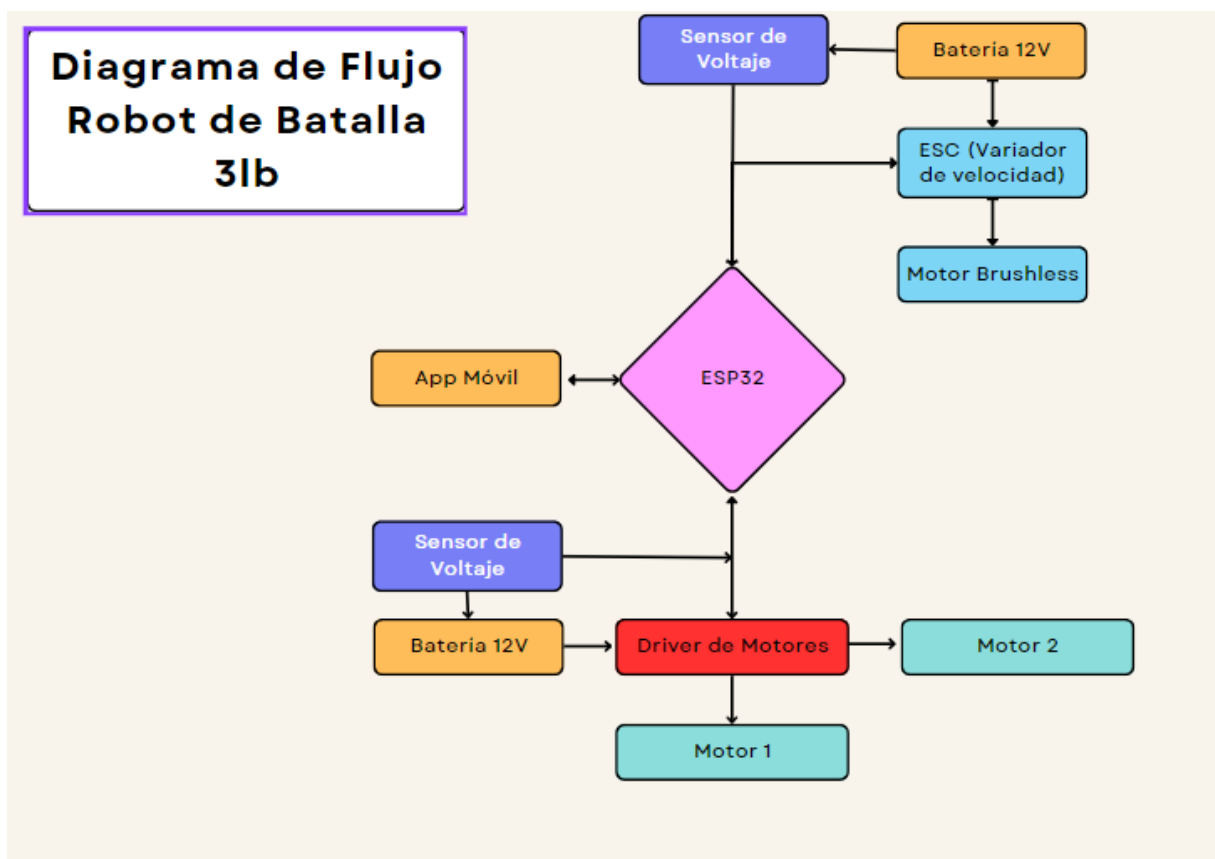 Diagrama de Flujo
Robot de Batalla
3lb
Sensor de
Voltaje
Bateria 12V
ESC (Variador
de velocidad)
Motor Brushless
App Móvil
ESP32
Sensor de
Voltaje
Bateria 12V
Driver de Motores
Motor 2
Motor 1